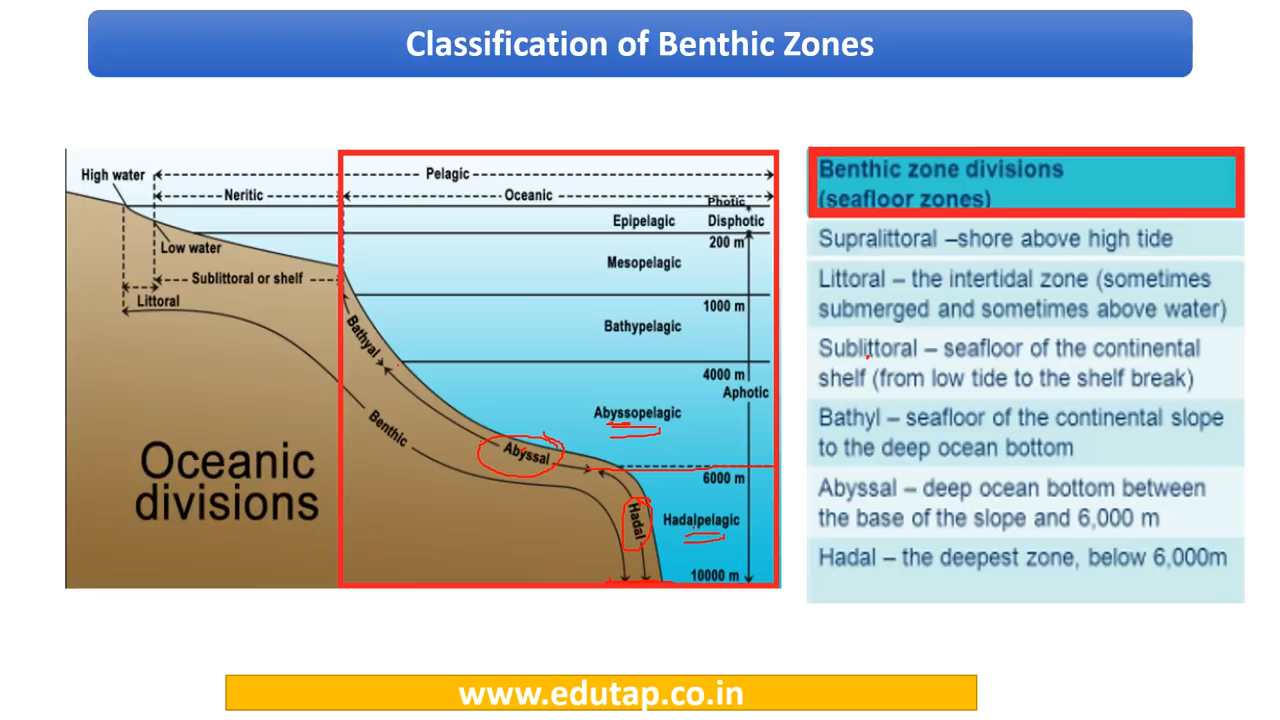 Classification of Benthic Zones
High water
Pelagic
Neritic
Oceanic
Photic
Epipelagic
Disphotic
Low water
200 m
Mesopelagic
Sublittoral or shelf
Littoral
1000 m
Bathyal
Bathypelagic
4000 m
Aphotic
Abyssopelagic
Benthic
Abyssal
6000 m
Hadal
Hadalpelagic
10000 m
Oceanic
divisions
Benthic zone divisions
(seafloor zones)
Supralittoral –shore above high tide
Littoral – the intertidal zone (sometimes
submerged and sometimes above water)
Sublittoral – seafloor of the continental
shelf (from low tide to the shelf break)
Bathyl – seafloor of the continental slope
to the deep ocean bottom
Abyssal – deep ocean bottom between
the base of the slope and 6,000 m
Hadal – the deepest zone, below 6,000m
www.edutap.co.in